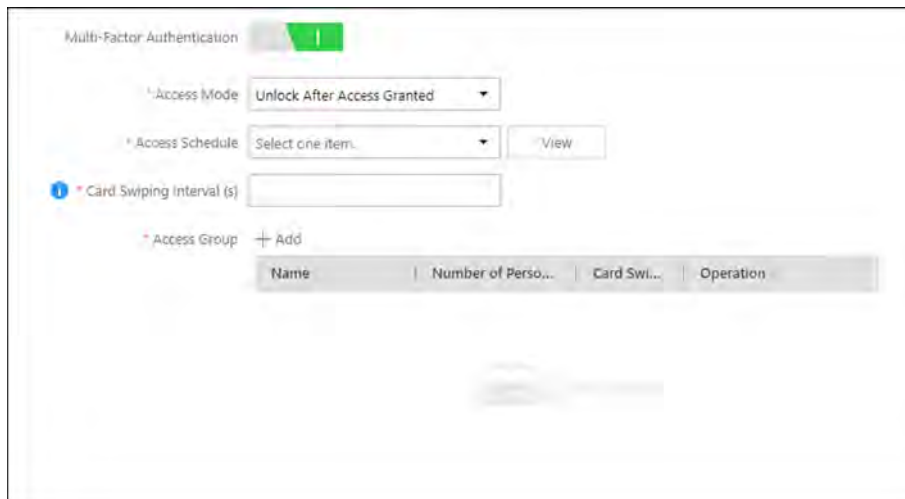 Multi-Factor Authentication
* Access Mode Unlock After Access Granted
* Access Schedule Select one item. View
i * Card Swiping Interval (s)
* Access Group + Add
Name Number of Perso... Card Swi... Operation